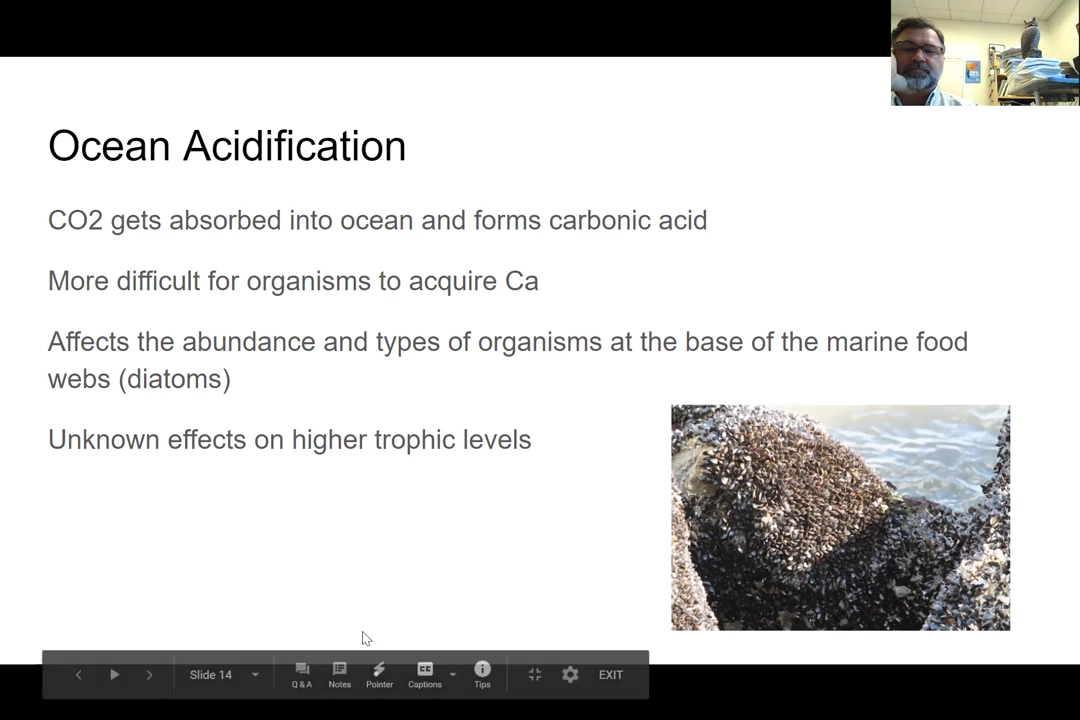 Ocean Acidification
CO2 gets absorbed into ocean and forms carbonic acid
More difficult for organisms to acquire Ca
Affects the abundance and types of organisms at the base of the marine food
webs (diatoms)
Unknown effects on higher trophic levels
Slide 14
Q & A
Notes
Pointer
CC
Captions
Tips
EXIT